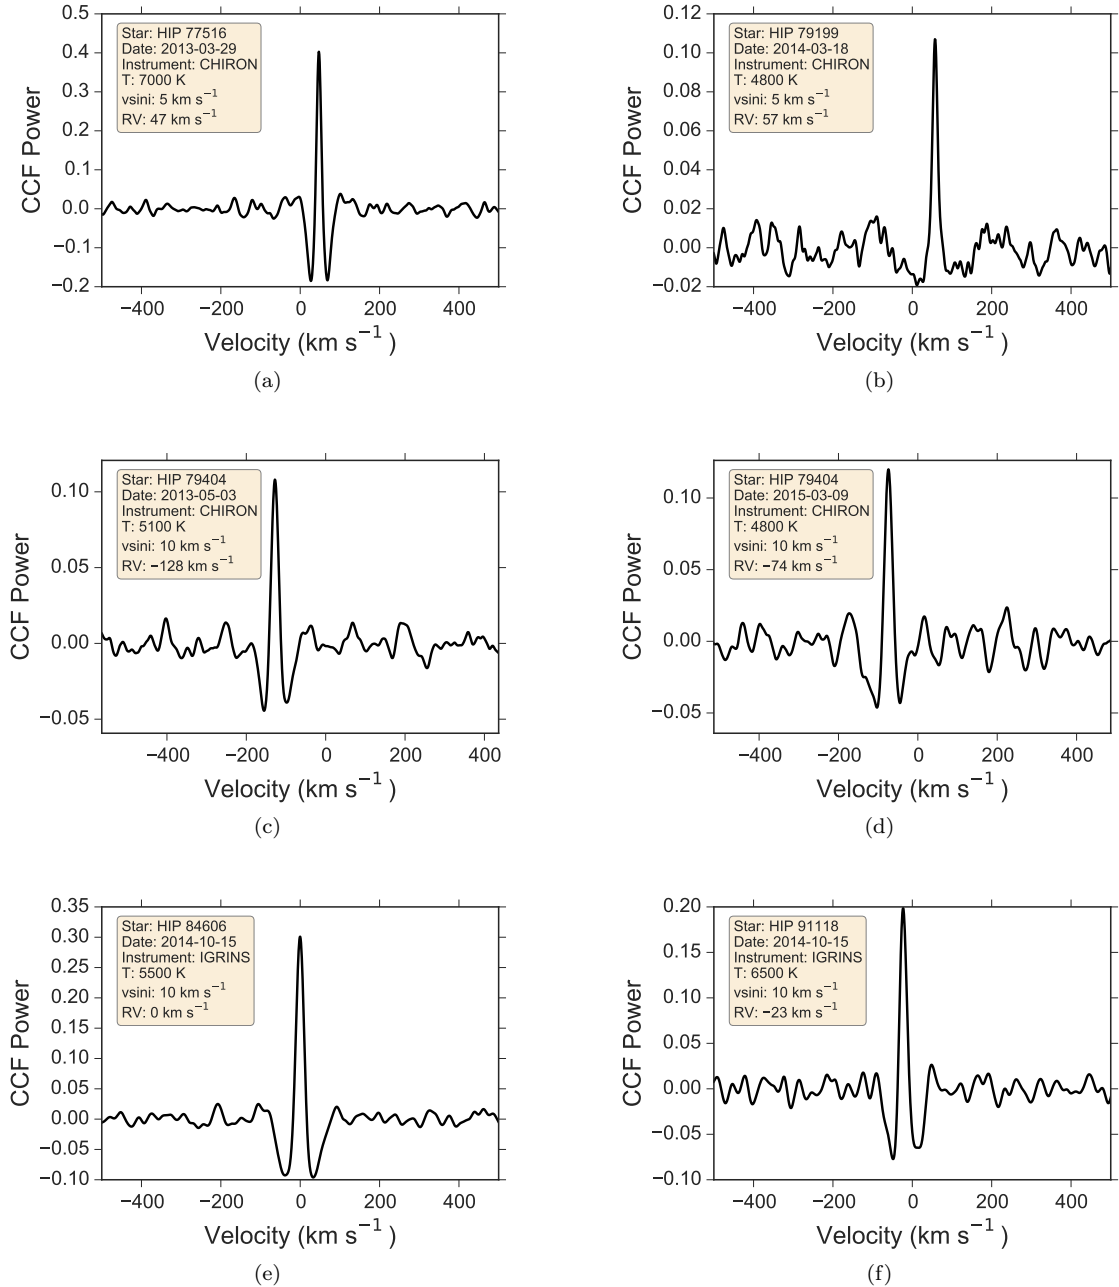 Star: HIP 77516
Date: 2013-03-29
Instrument: CHIRON
T: 7000 K
vsini: 5 km s⁻¹
RV: 47 km s⁻¹
0.5
0.4
0.3
0.2
0.1
0.0
−0.1
−0.2
CCF Power
−400 −200 0 200 400
Velocity (km s⁻¹ )
(a)
Star: HIP 79199
Date: 2014-03-18
Instrument: CHIRON
T: 4800 K
vsini: 5 km s⁻¹
RV: 57 km s⁻¹
0.12
0.10
0.08
0.06
0.04
0.02
0.00
−0.02
CCF Power
−400 −200 0 200 400
Velocity (km s⁻¹ )
(b)
Star: HIP 79404
Date: 2013-05-03
Instrument: CHIRON
T: 5100 K
vsini: 10 km s⁻¹
RV: −128 km s⁻¹
0.10
0.05
0.00
−0.05
CCF Power
−400 −200 0 200 400
Velocity (km s⁻¹ )
(c)
Star: HIP 79404
Date: 2015-03-09
Instrument: CHIRON
T: 4800 K
vsini: 10 km s⁻¹
RV: −74 km s⁻¹
0.10
0.05
0.00
−0.05
CCF Power
−400 −200 0 200 400
Velocity (km s⁻¹ )
(d)
Star: HIP 84606
Date: 2014-10-15
Instrument: IGRINS
T: 5500 K
vsini: 10 km s⁻¹
RV: 0 km s⁻¹
0.35
0.30
0.25
0.20
0.15
0.10
0.05
0.00
−0.05
−0.10
CCF Power
−400 −200 0 200 400
Velocity (km s⁻¹ )
(e)
Star: HIP 91118
Date: 2014-10-15
Instrument: IGRINS
T: 6500 K
vsini: 10 km s⁻¹
RV: −23 km s⁻¹
0.20
0.15
0.10
0.05
0.00
−0.05
−0.10
CCF Power
−400 −200 0 200 400
Velocity (km s⁻¹ )
(f)